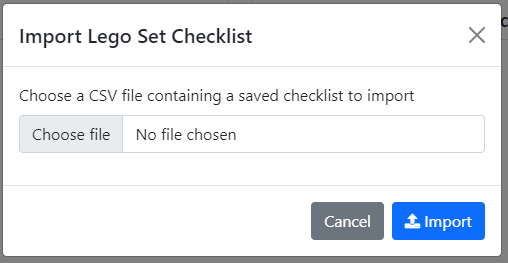 Import Lego Set Checklist
Choose a CSV file containing a saved checklist to import
Choose file No file chosen
Cancel Import